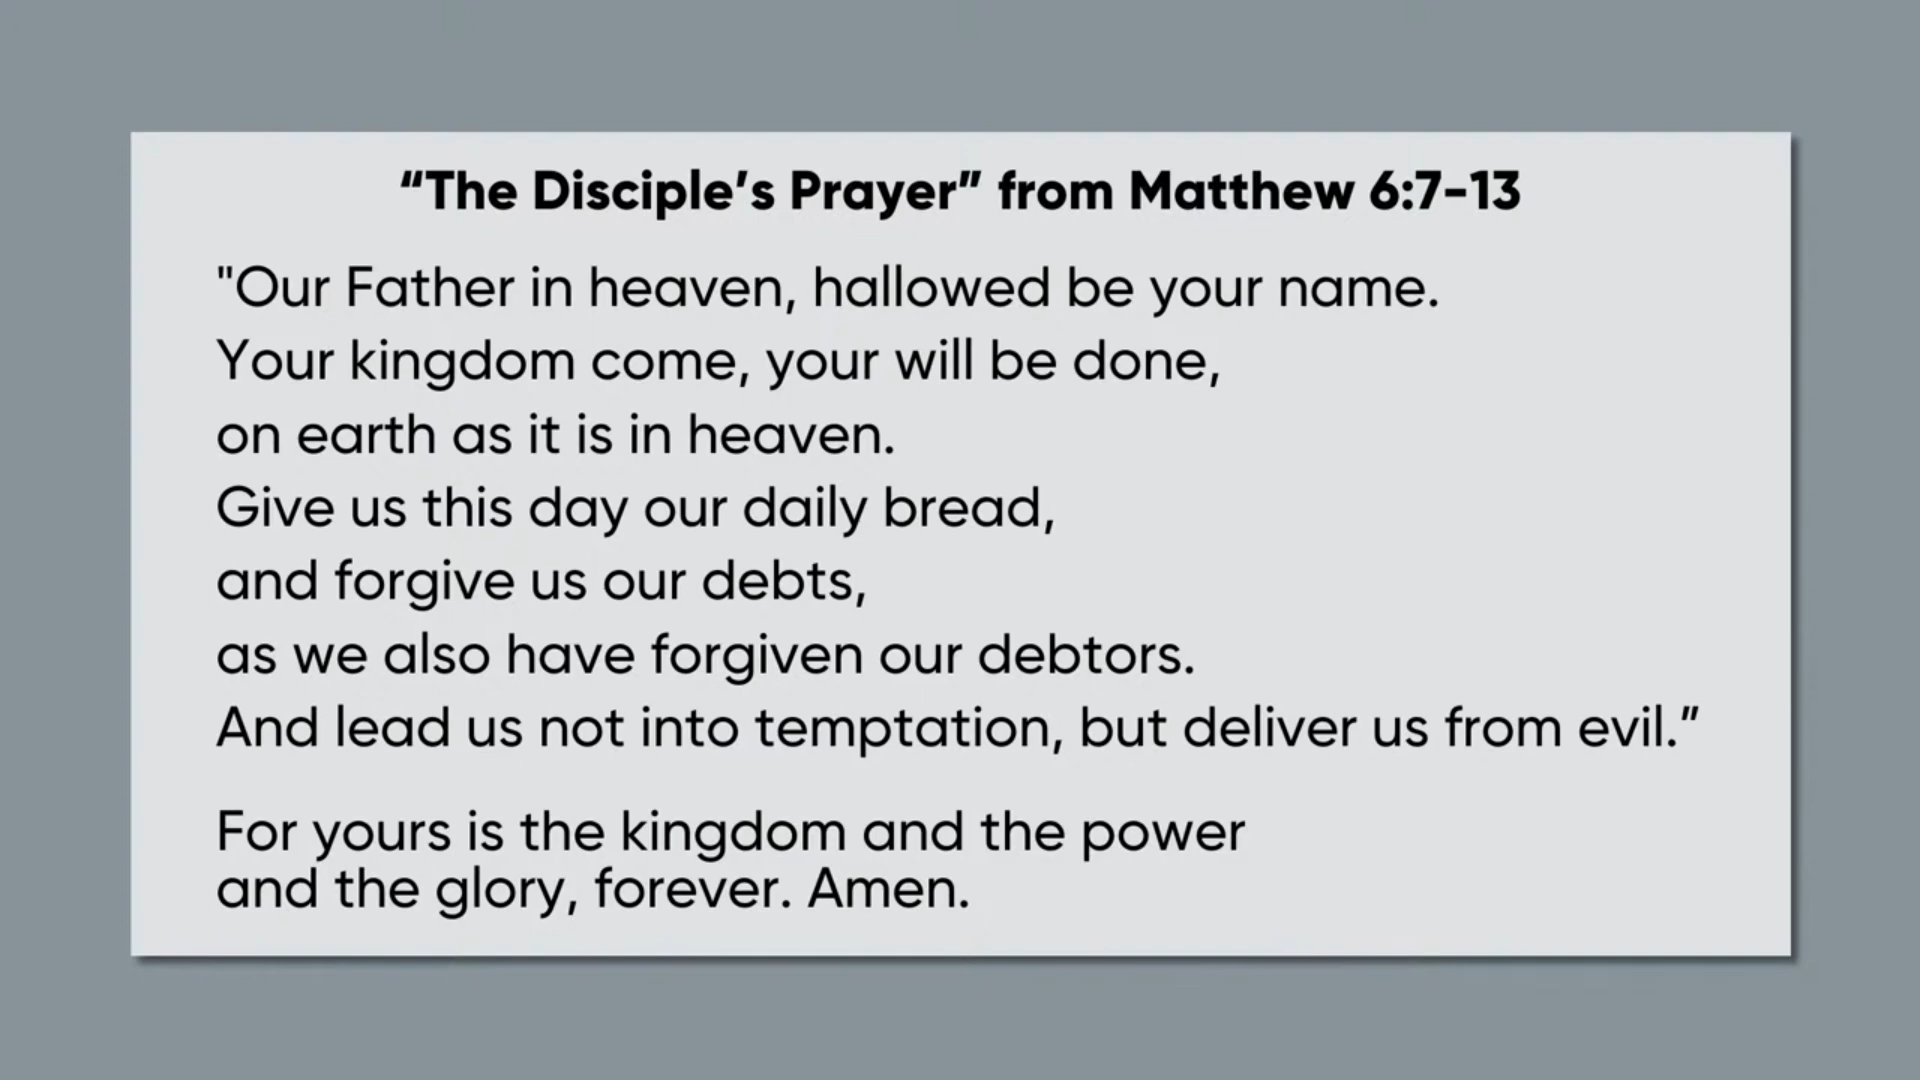 “The Disciple’s Prayer” from Matthew 6:7-13
"Our Father in heaven, hallowed be your name.
Your kingdom come, your will be done,
on earth as it is in heaven.
Give us this day our daily bread,
and forgive us our debts,
as we also have forgiven our debtors.
And lead us not into temptation, but deliver us from evil.”
For yours is the kingdom and the power
and the glory, forever. Amen.